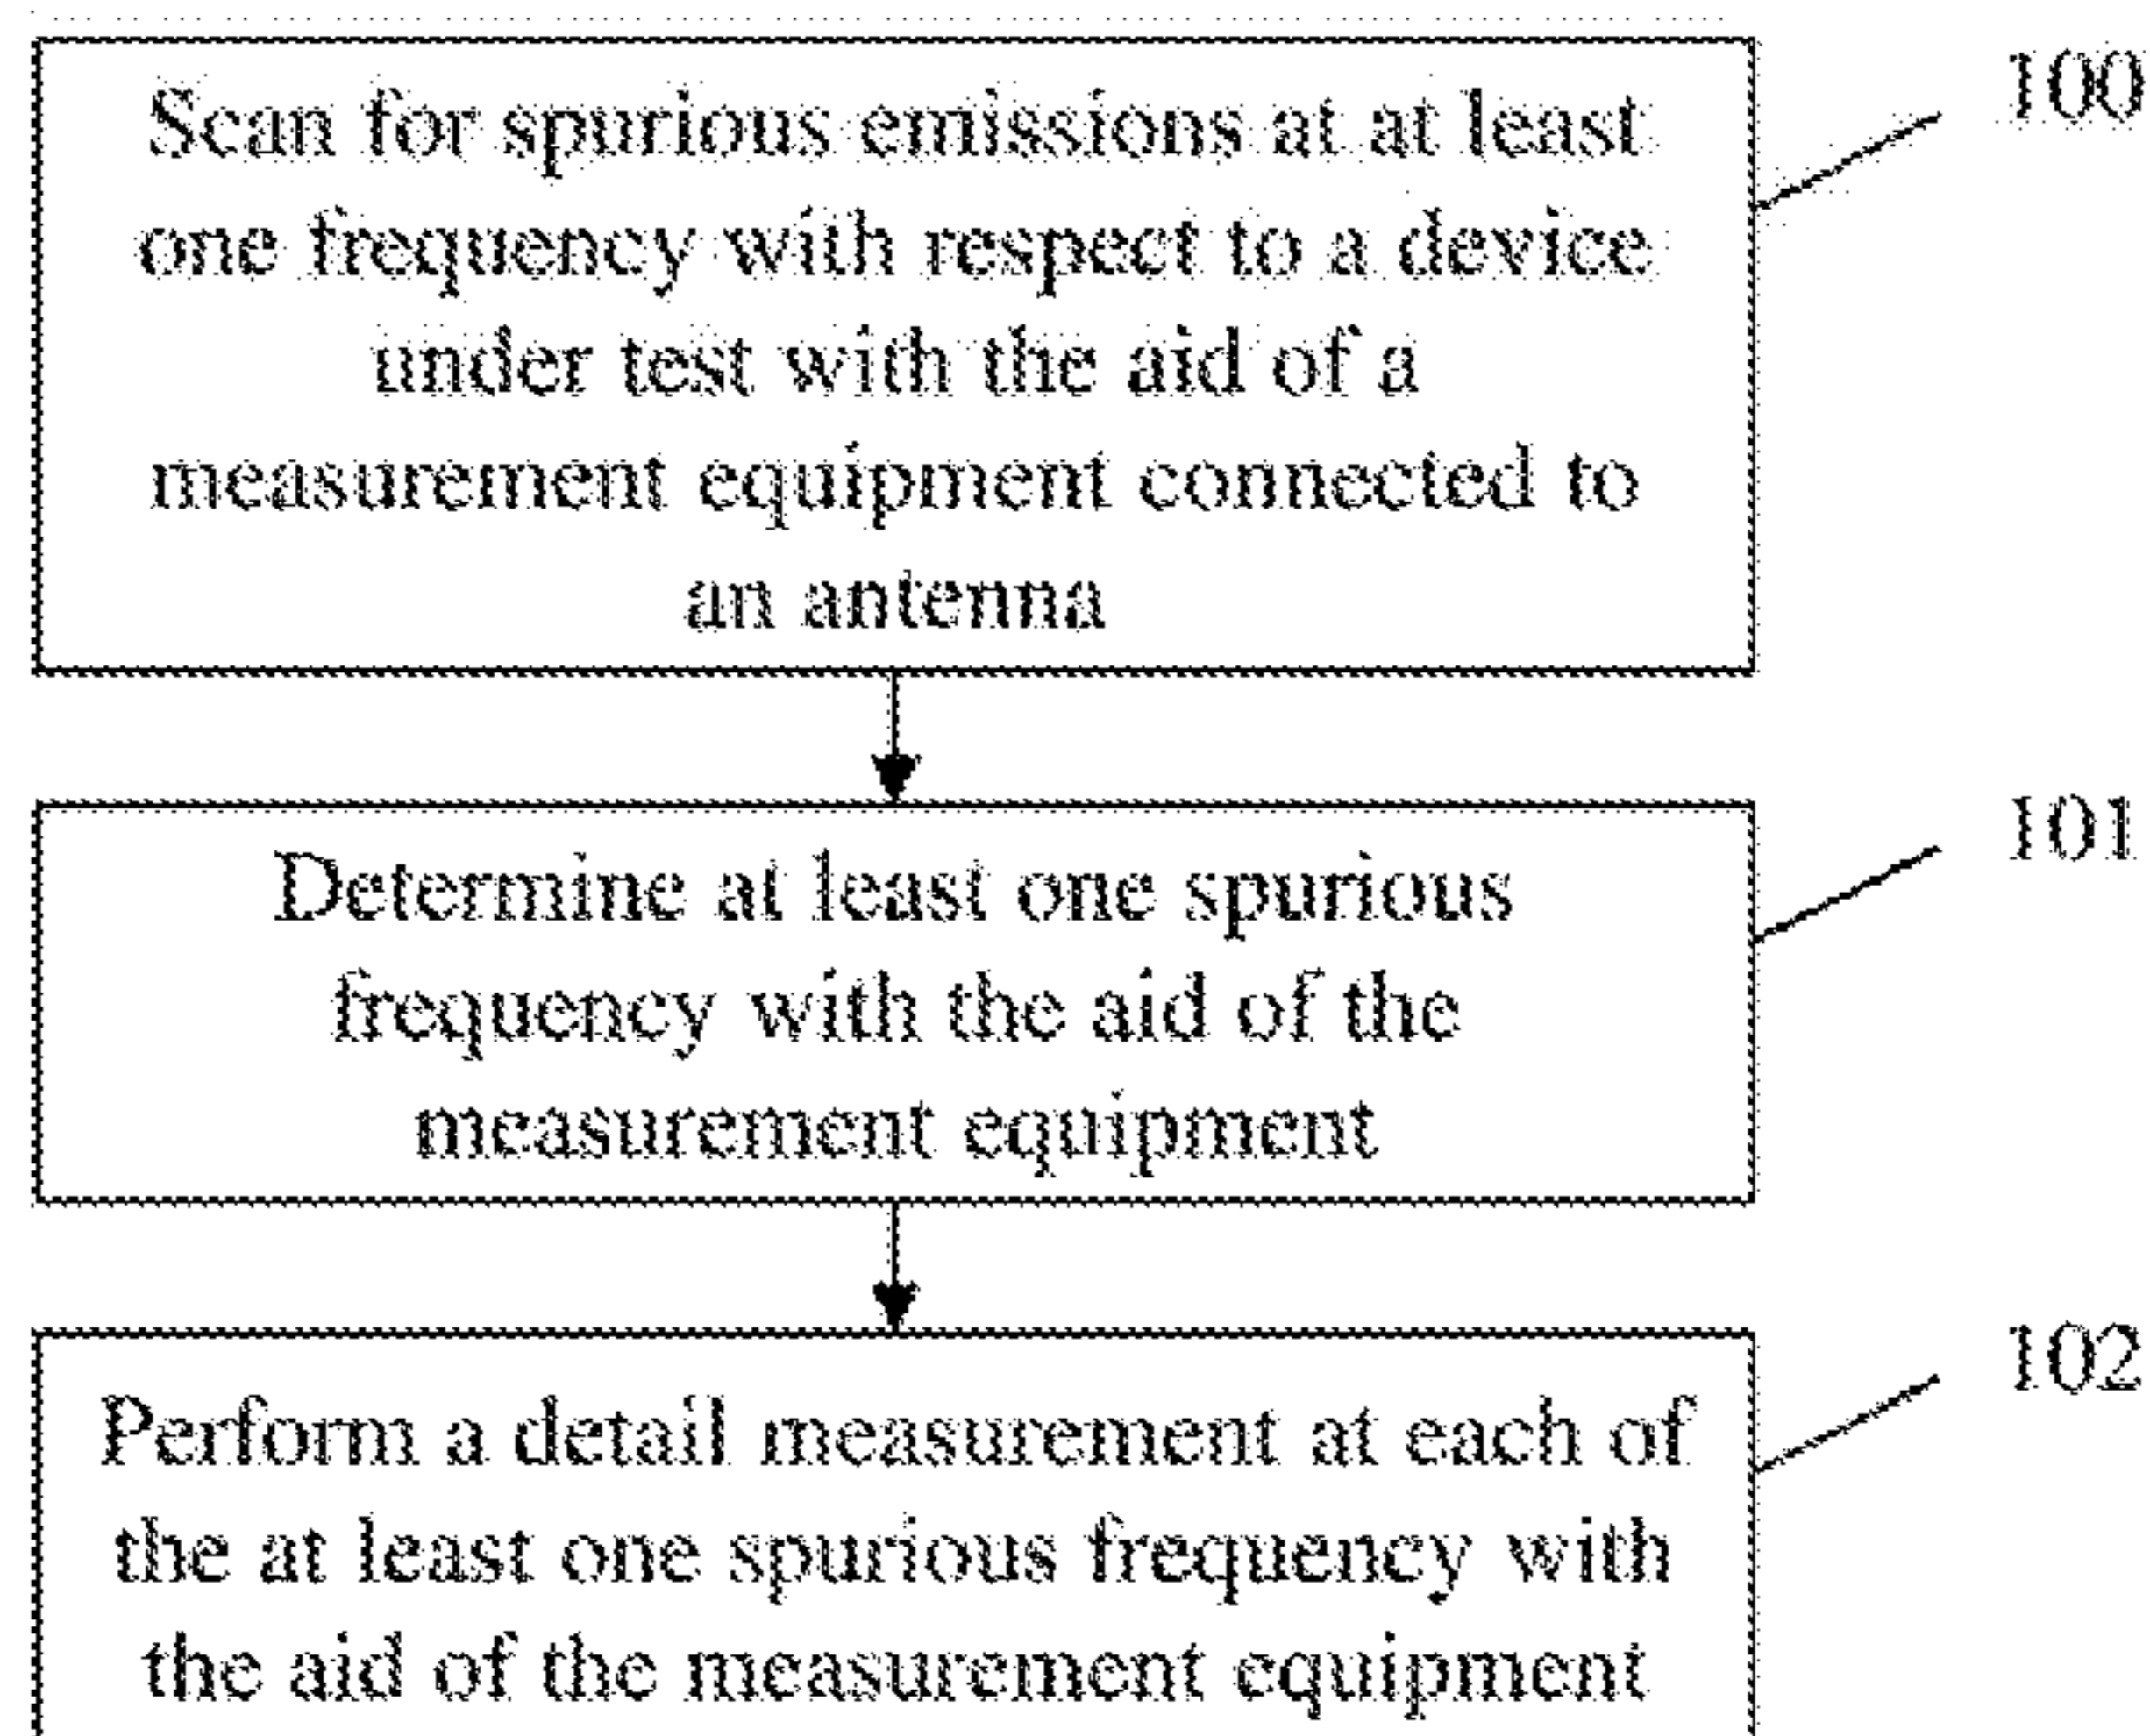 Scan for spurious emissions at at least
one frequency with respect to a device
under test with the aid of a
measurement equipment connected to
an antenna
100
Determine at least one spurious
frequency with the aid of the
measurement equipment
101
Perform a detail measurement at each of
the at least one spurious frequency with
the aid of the measurement equipment
102